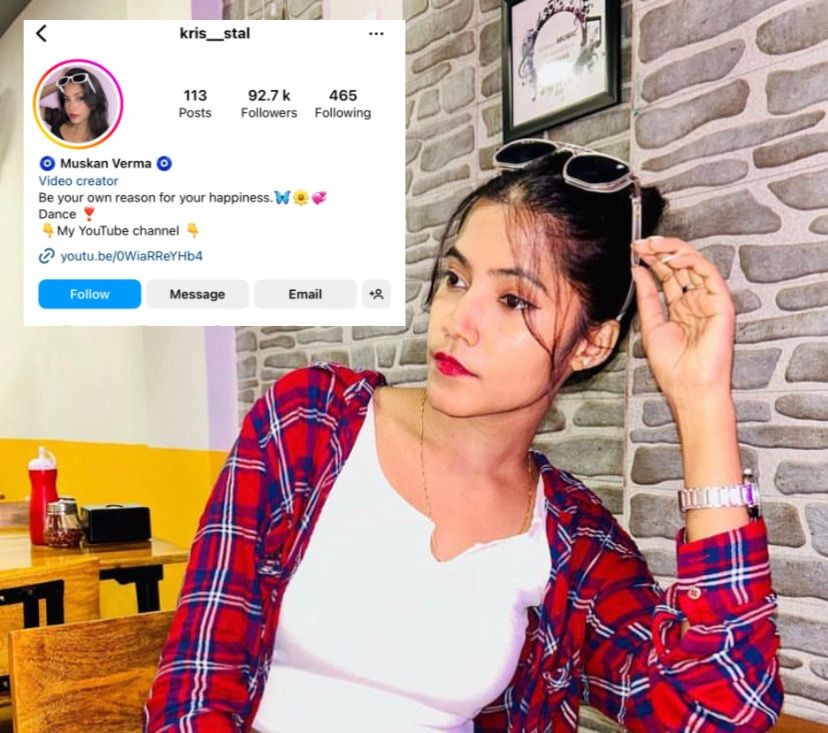 kris__stal
113 92.7 k 465
Posts Followers Following
🧿 Muskan Verma 🧿
Video creator
Be your own reason for your happiness.🦋🌼💞
Dance ❣️
👇My YouTube channel 👇
youtu.be/0WiaRReYHb4
Follow Message Email
MUSIC